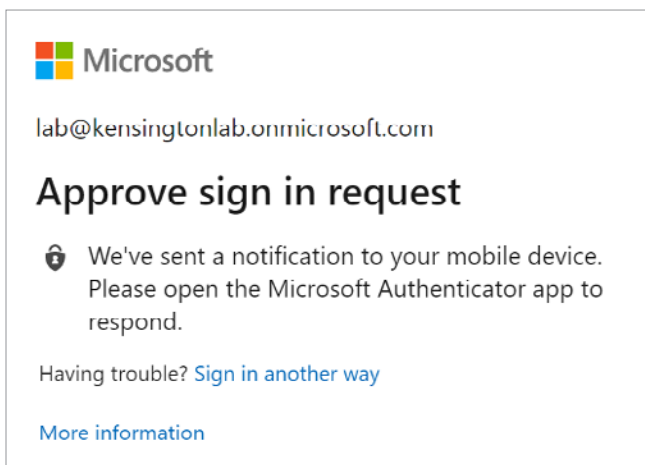 Microsoft
lab@kensingtonlab.onmicrosoft.com
Approve sign in request
We've sent a notification to your mobile device.
Please open the Microsoft Authenticator app to
respond.
Having trouble? Sign in another way
More information